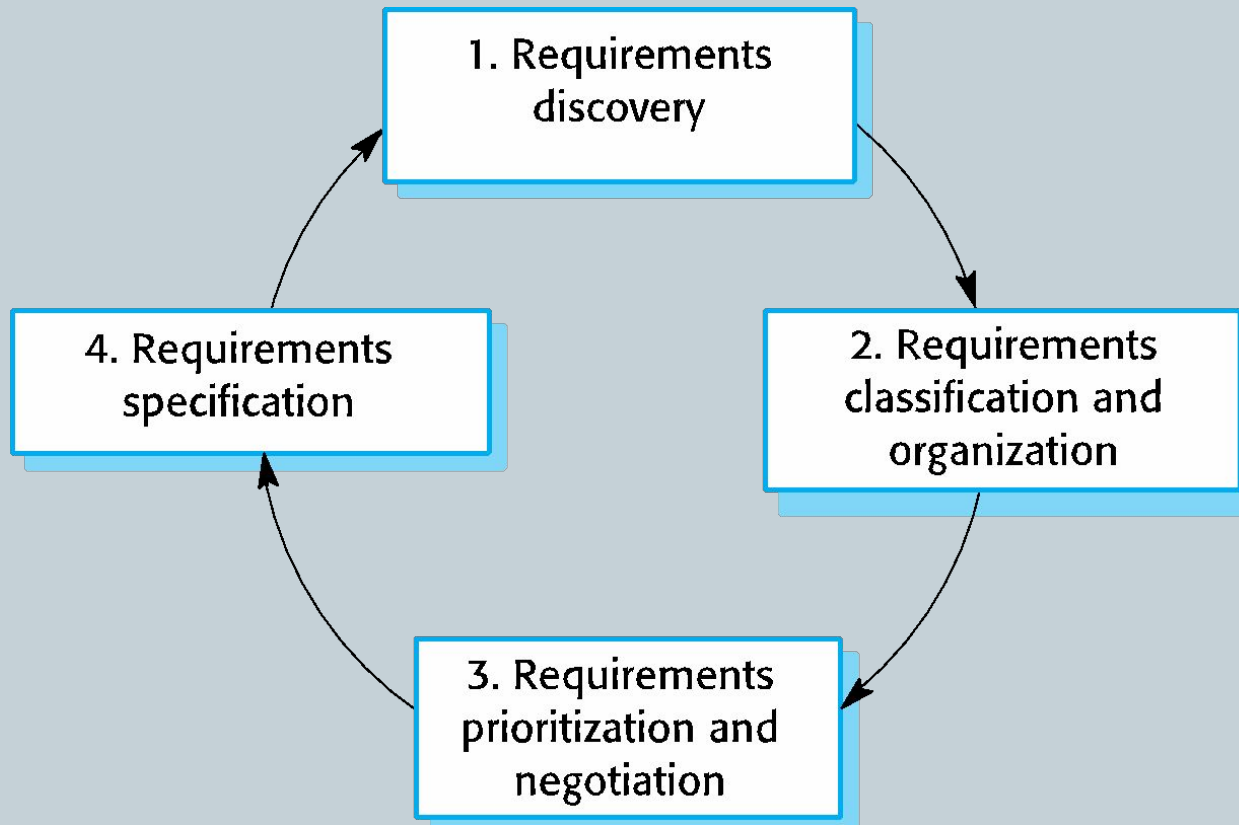 1. Requirements
discovery
2. Requirements
classification and
organization
3. Requirements
prioritization and
negotiation
4. Requirements
specification